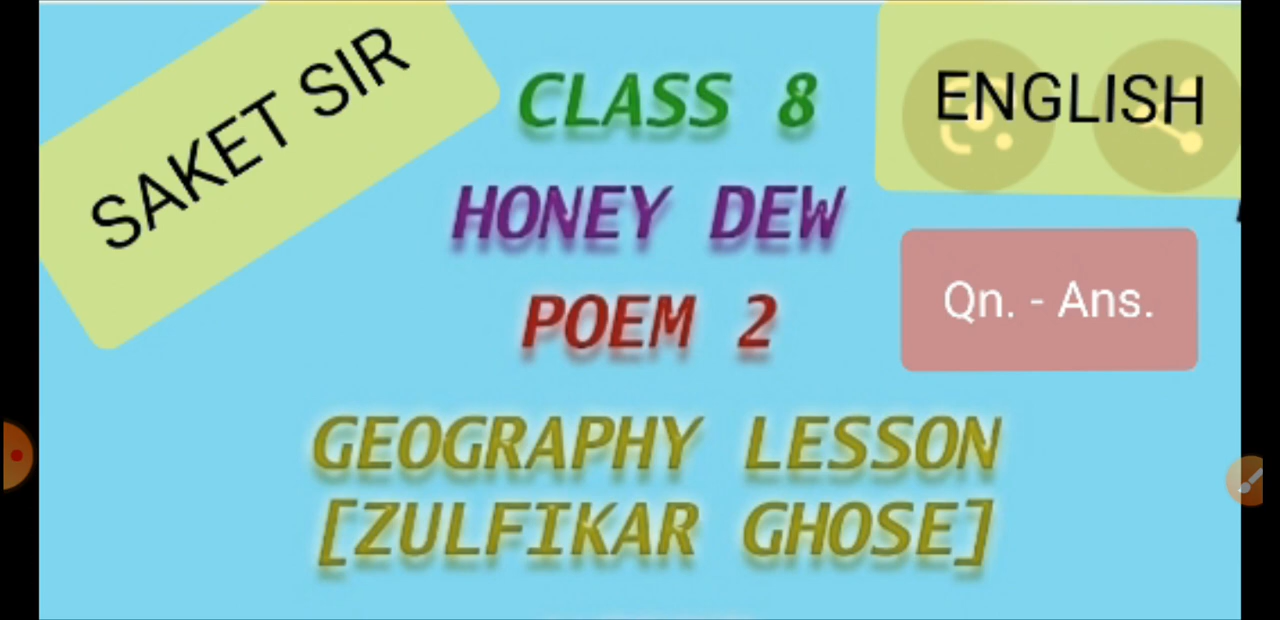 SAKET SIR
CLASS 8
ENGLISH
HONEY DEW
Qn. - Ans.
POEM 2
GEOGRAPHY LESSON
[ZULFIKAR GHOSE]